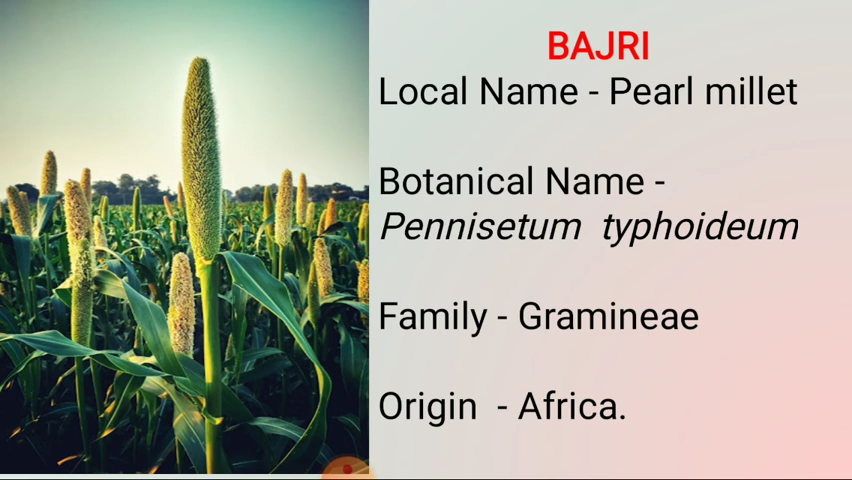 BAJRI
Local Name - Pearl millet
Botanical Name -
Pennisetum typhoideum
Family - Gramineae
Origin - Africa.